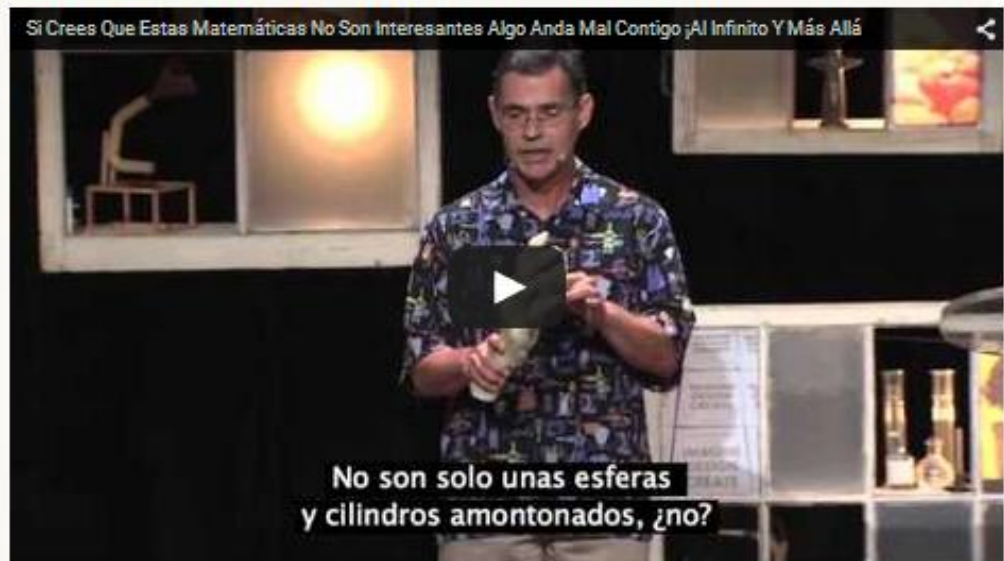 Si Crees Que Estas Matemáticas No Son Interesantes Algo Anda Mal Contigo ¡Al Infinito Y Más Allá
No son solo unas esferas
y cilindros amontonados, ¿no?